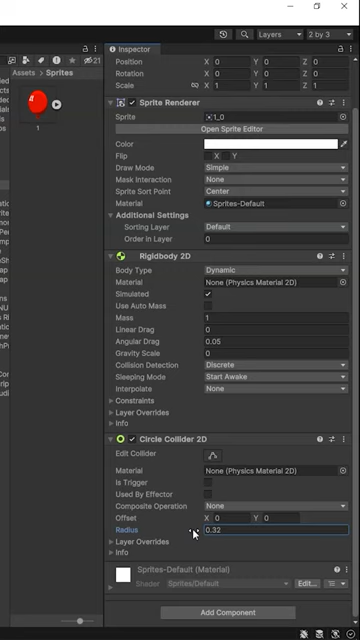 Layers
2 by 3
21
Inspector
Assets > Sprites
Position X 0 Y 0 Z 0
Rotation X 0 Y 0 Z 0
Scale X 1 Y 1 Z 1
1
Sprite Renderer
Sprite 1_0
Open Sprite Editor
Color
Flip X Y
Draw Mode Simple
Mask Interaction None
Sprite Sort Point Center
Material Sprites-Default
Additional Settings
Sorting Layer Default
Order in Layer 0
Rigidbody 2D
Body Type Dynamic
Material None (Physics Material 2D)
Simulated
Use Auto Mass
Mass 1
Linear Drag 0
Angular Drag 0.05
Gravity Scale 0
Collision Detection Discrete
Sleeping Mode Start Awake
Interpolate None
Constraints
Layer Overrides
Info
Circle Collider 2D
Edit Collider
Material None (Physics Material 2D)
Is Trigger
Used By Effector
Composite Operation None
Offset X 0 Y 0
Radius 0.32
Layer Overrides
Info
Sprites-Default (Material)
Shader Sprites/Default Edit...
Add Component